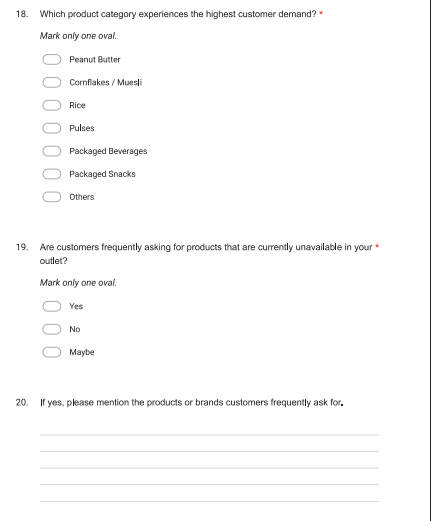 18. Which product category experiences the highest customer demand? *
Mark only one oval.
Peanut Butter
Cornflakes / Muesli
Rice
Pulses
Packaged Beverages
Packaged Snacks
Others
19. Are customers frequently asking for products that are currently unavailable in your *
outlet?
Mark only one oval.
Yes
No
Maybe
20. If yes, please mention the products or brands customers frequently ask for.